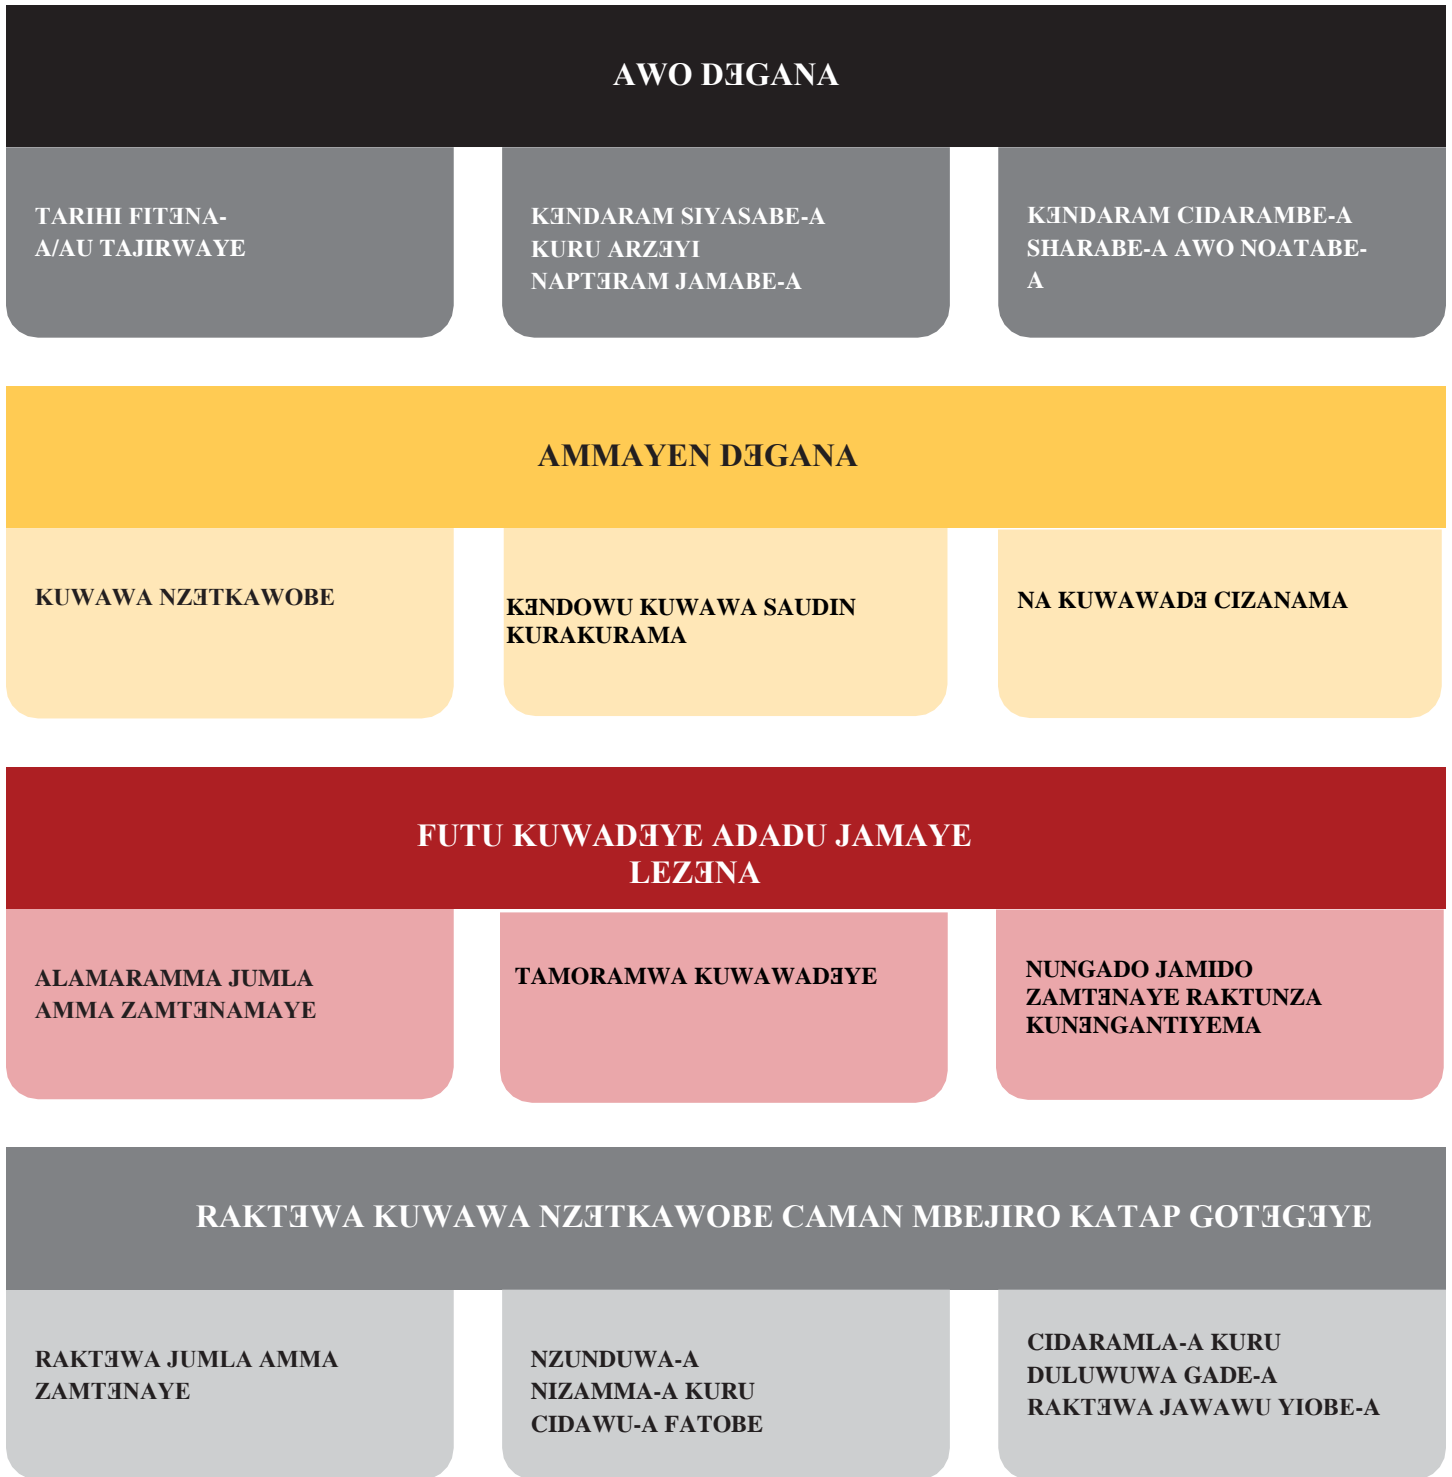 AWO DƎGANA
TARIHI FITƎNA-
A/AU TAJIRWAYE
KƎNDARAM SIYASABE-A
KURU ARZƎYI
NAPTƎRAM JAMABE-A
KƎNDARAM CIDARAMBE-A
SHARABE-A AWO NOATABE-
A
AMMAYEN DƎGANA
KUWAWA NZƎTKAWOBE
KƎNDOWU KUWAWA SAUDIN
KURAKURAMA
NA KUWAWADƎ CIZANAMA
FUTU KUWADƎYE ADADU JAMAYE
LEZƎNA
ALAMARAMMA JUMLA
AMMA ZAMTƎNAMAYE
TAMORAMWA KUWAWADƎYE
NUNGADO JAMIDO
ZAMTƎNAYE RAKTUNZA
KUNƎNGANTIYEMA
RAKTƎWA KUWAWA NZƎTKAWOBE CAMAN MBEJIRO KATAP GOTƎGƎYE
RAKTƎWA JUMLA AMMA
ZAMTƎNAYE
NZUNDUWA-A
NIZAMMA-A KURU
CIDAWU-A FATOBE
CIDARAMLA-A KURU
DULUWUWA GADE-A
RAKTƎWA JAWAWU YIOBE-A